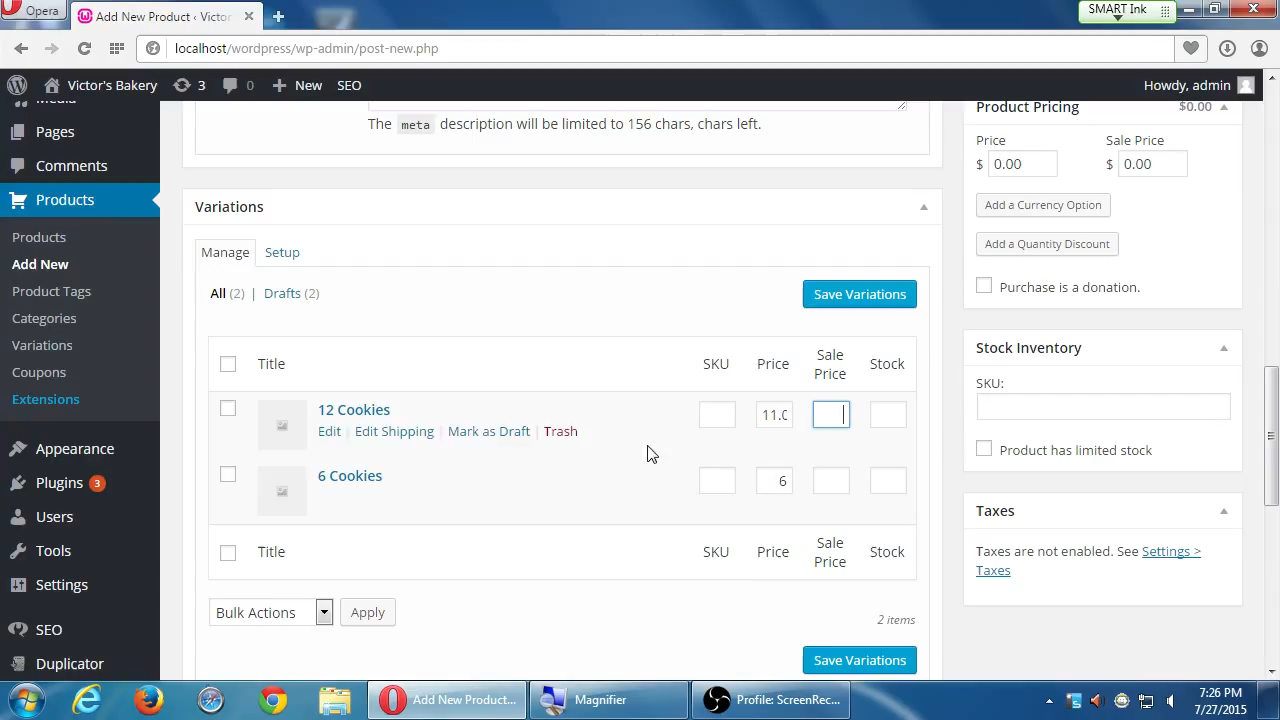 Opera
Add New Product ‹ Victor
SMART Ink
localhost/wordpress/wp-admin/post-new.php
Victor's Bakery
3
0
New
SEO
Howdy, admin
Media
Pages
Comments
Products
Products
Add New
Product Tags
Categories
Variations
Coupons
Extensions
Appearance
Plugins 3
Users
Tools
Settings
SEO
Duplicator
The meta description will be limited to 156 chars, chars left.
Variations
Manage
Setup
All (2) | Drafts (2)
Save Variations
Title
SKU
Price
Sale
Price
Stock
12 Cookies
11.0
Edit | Edit Shipping | Mark as Draft | Trash
6 Cookies
6
Title
SKU
Price
Sale
Price
Stock
Bulk Actions
Apply
2 items
Save Variations
Product Pricing
$0.00
Price
Sale Price
$ 0.00
$ 0.00
Add a Currency Option
Add a Quantity Discount
Purchase is a donation.
Stock Inventory
SKU:
Product has limited stock
Taxes
Taxes are not enabled. See Settings >
Taxes
Add New Product...
Magnifier
Profile: ScreenRec...
7:26 PM
7/27/2015